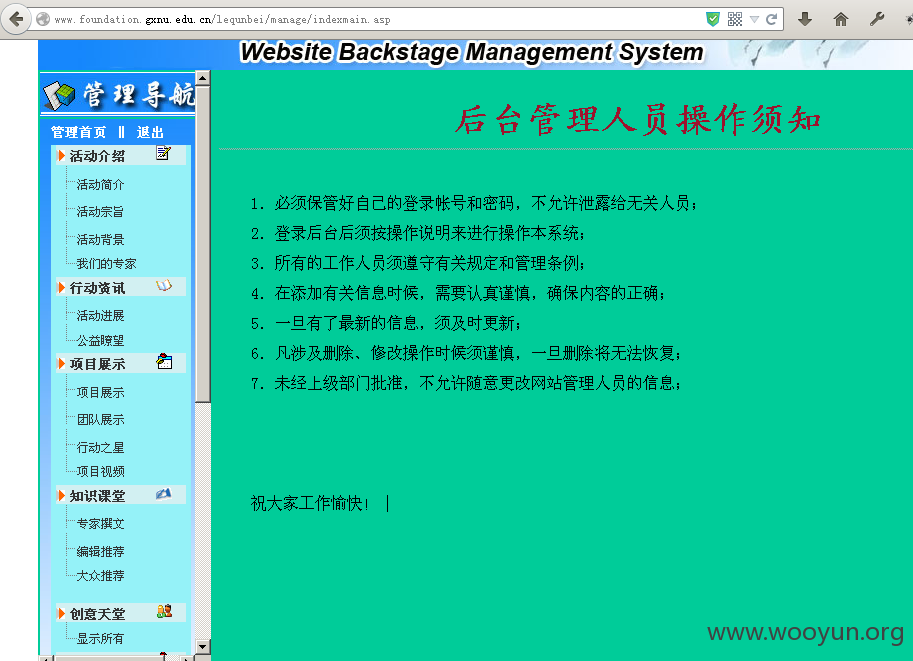 www.foundation.gxnu.edu.cn/lequnbei/manage/indexmain.asp
Website Backstage Management System
管理导航
管理首页 ‖ 退出
活动介绍
活动简介
活动宗旨
活动背景
我们的专家
行动资讯
活动进展
公益瞭望
项目展示
项目展示
团队展示
行动之星
项目视频
知识课堂
专家撰文
编辑推荐
大众推荐
创意天堂
显示所有
后台管理人员操作须知
1. 必须保管好自己的登录帐号和密码，不允许泄露给无关人员；
2. 登录后台后须按操作说明来进行操作本系统；
3. 所有的工作人员须遵守有关规定和管理条例；
4. 在添加有关信息时候，需要认真谨慎，确保内容的正确；
5. 一旦有了最新的信息，须及时更新；
6. 凡涉及删除、修改操作时候须谨慎，一旦删除将无法恢复；
7. 未经上级部门批准，不允许随意更改网站管理人员的信息；
祝大家工作愉快！
www.wooyun.org